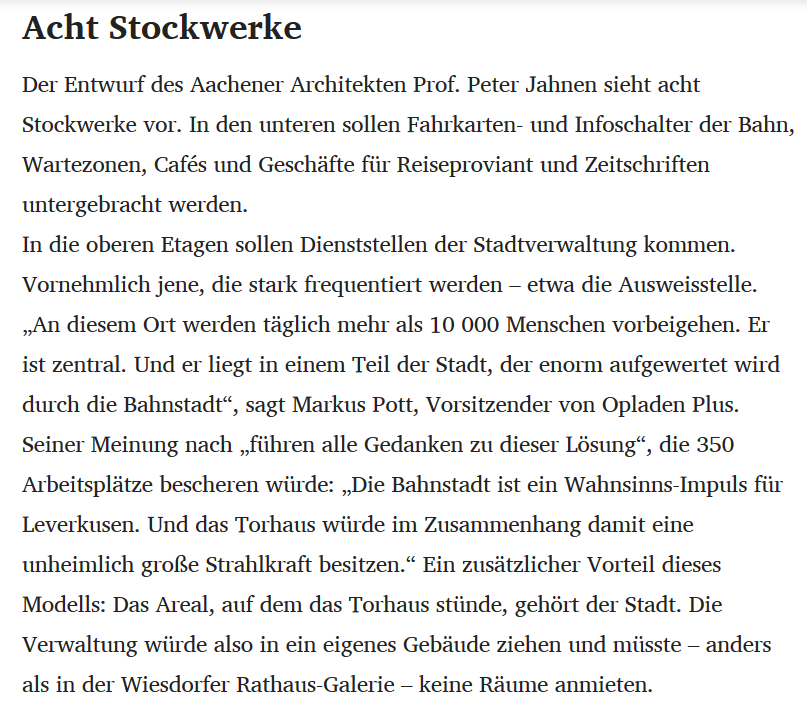 Acht Stockwerke
Der Entwurf des Aachener Architekten Prof. Peter Jahnen sieht acht
Stockwerke vor. In den unteren sollen Fahrkarten- und Infoschalter der Bahn,
Wartezonen, Cafés und Geschäfte für Reiseproviant und Zeitschriften
untergebracht werden.
In die oberen Etagen sollen Dienststellen der Stadtverwaltung kommen.
Vornehmlich jene, die stark frequentiert werden – etwa die Ausweisstelle.
„An diesem Ort werden täglich mehr als 10 000 Menschen vorbeigehen. Er
ist zentral. Und er liegt in einem Teil der Stadt, der enorm aufgewertet wird
durch die Bahnstadt“, sagt Markus Pott, Vorsitzender von Opladen Plus.
Seiner Meinung nach „führen alle Gedanken zu dieser Lösung“, die 350
Arbeitsplätze bescheren würde: „Die Bahnstadt ist ein Wahnsinns-Impuls für
Leverkusen. Und das Torhaus würde im Zusammenhang damit eine
unheimlich große Strahlkraft besitzen.“ Ein zusätzlicher Vorteil dieses
Modells: Das Areal, auf dem das Torhaus stünde, gehört der Stadt. Die
Verwaltung würde also in ein eigenes Gebäude ziehen und müsste – anders
als in der Wiesdorfer Rathaus-Galerie – keine Räume anmieten.